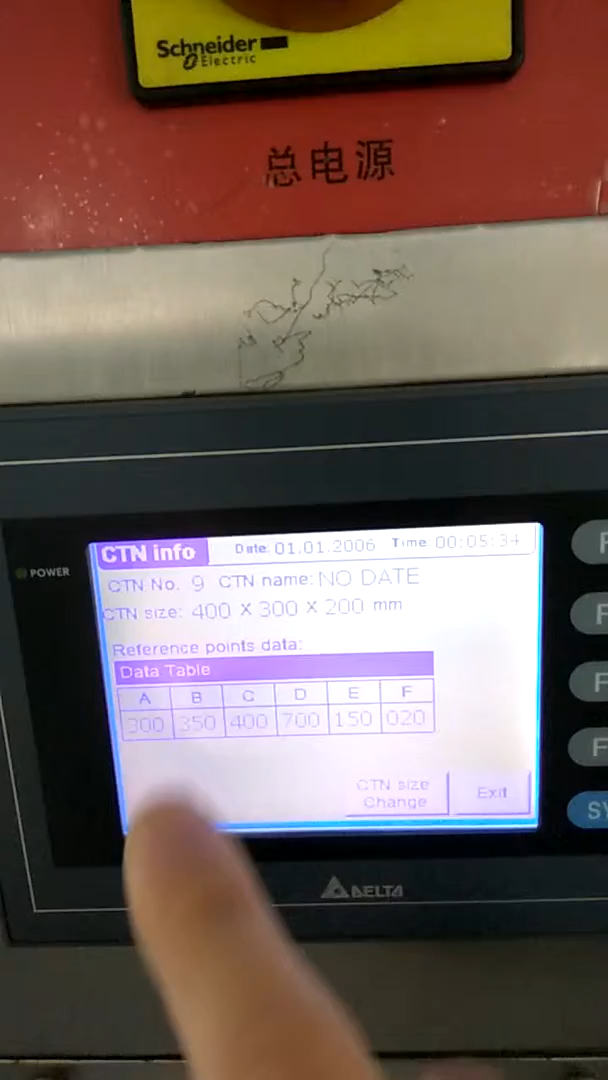 Schneider
Electric
总电源
POWER
CTN info Date: 01.01.2006 Time: 00:05:34
CTN No. 9 CTN name: NO DATE
CTN size: 400 X 300 X 200 mm
Reference points data:
Data Table
A B C D E F
300 350 400 700 150 020
CTN size Change
Exit
F
F
F
F
SY
DELTA